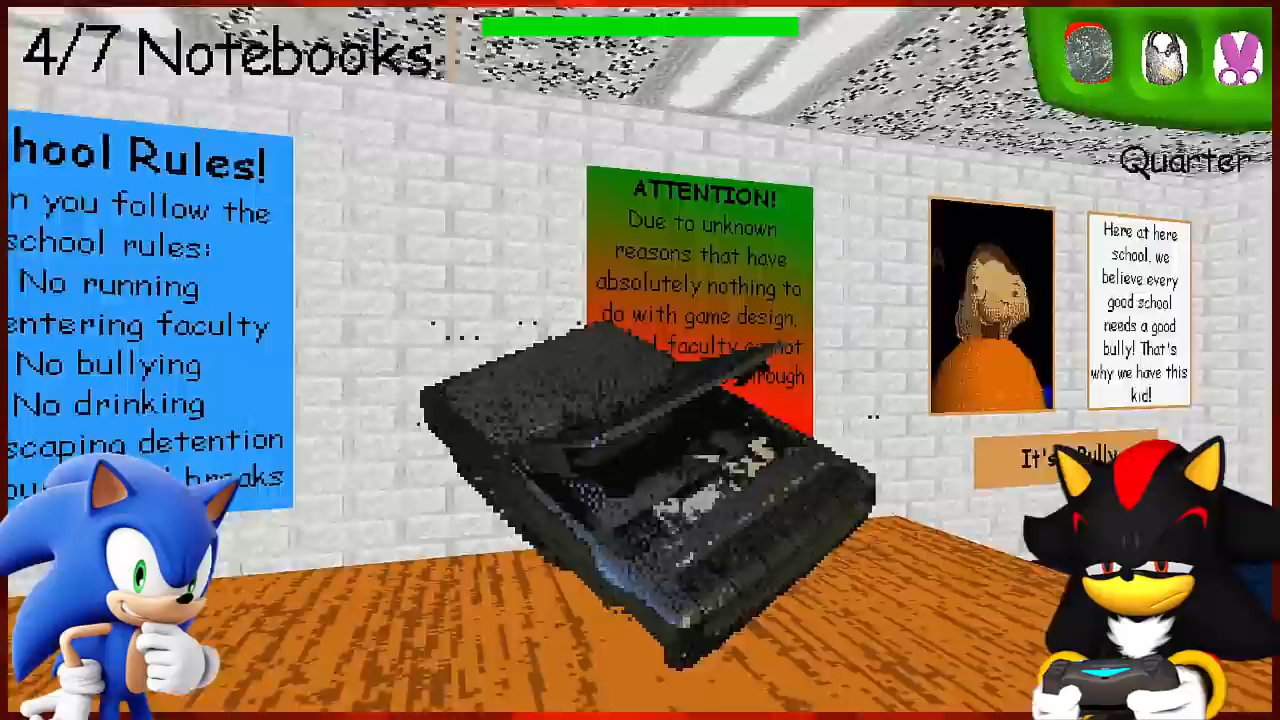 4/7 Notebooks
Quarter
hool Rules!
n you follow the
school rules:
No running
entering faculty
No bullying
No drinking
scaping detention
breaks
ATTENTION!
Due to unknown
reasons that have
absolutely nothing to
do with game design,
faculty
Here at here
school, we
believe every
good school
needs a good
bully! That's
why we have this
kid!
It's Bully